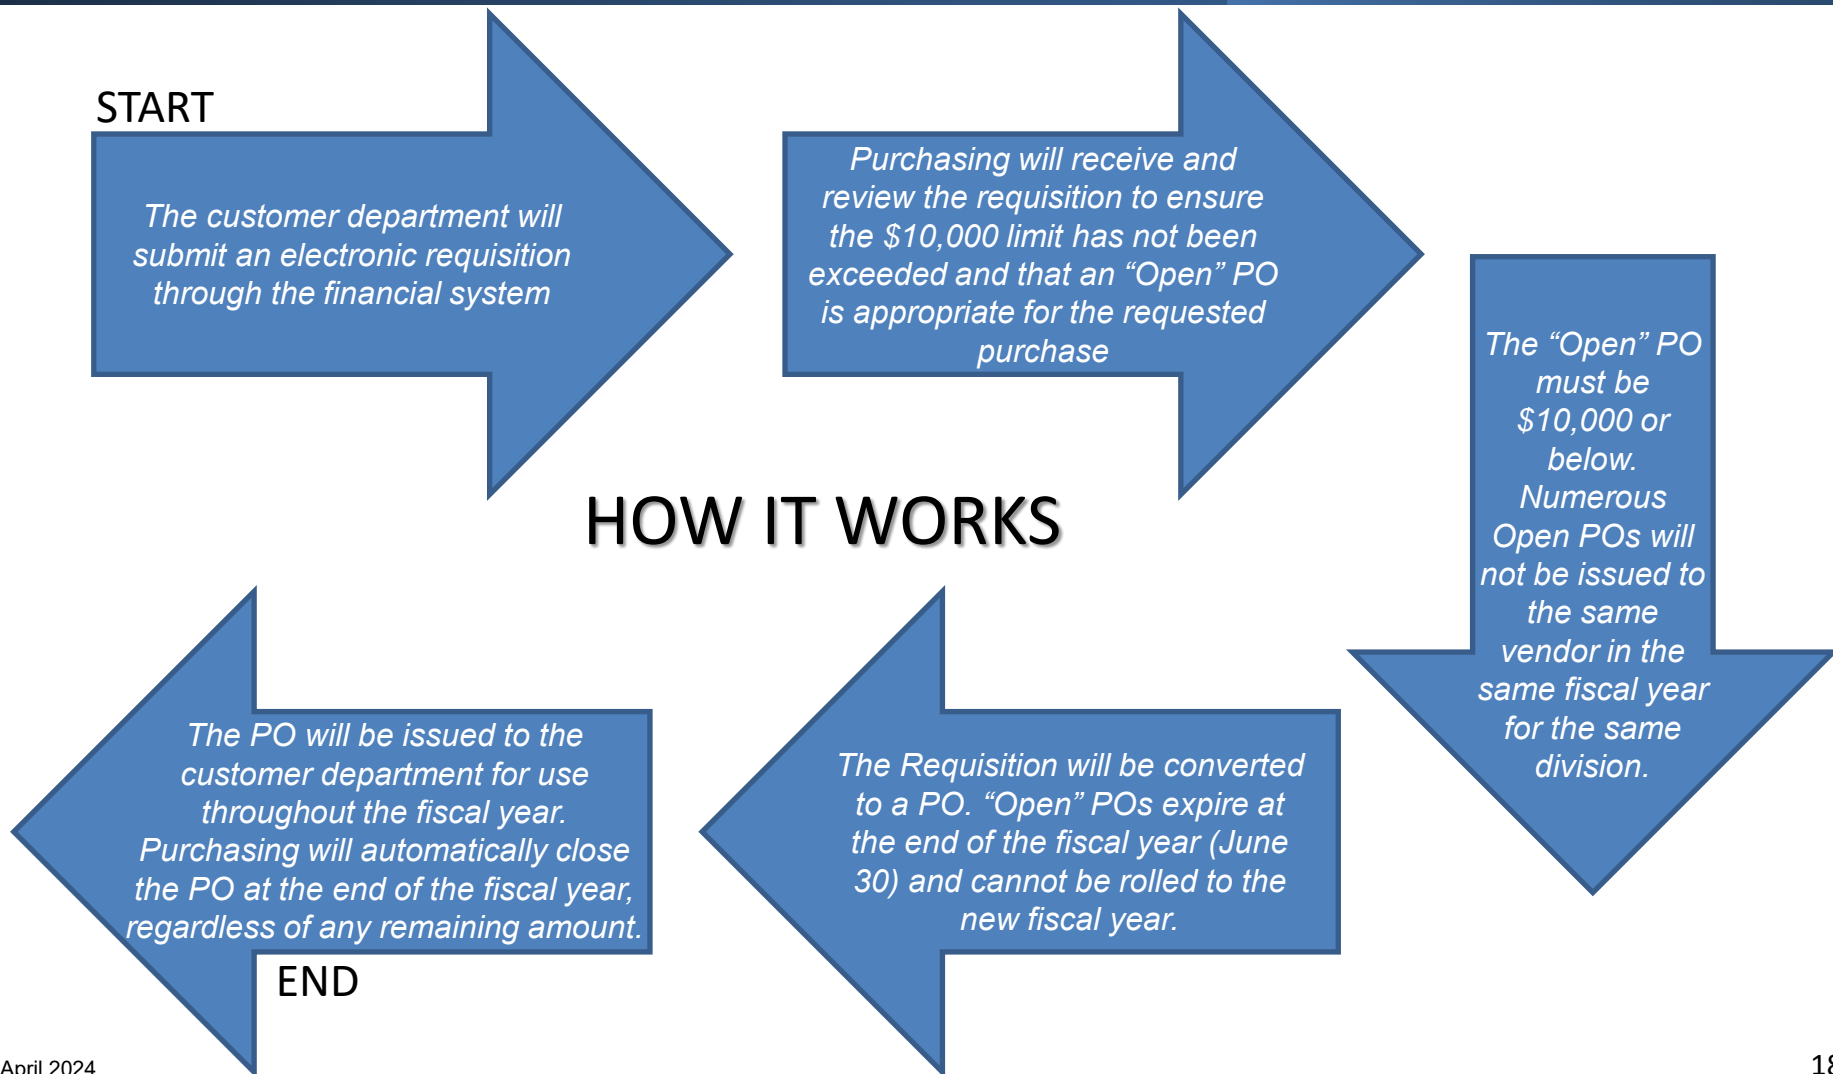 START
The customer department will
submit an electronic requisition
through the financial system
Purchasing will receive and
review the requisition to ensure
the $10,000 limit has not been
exceeded and that an “Open” PO
is appropriate for the requested
purchase
The “Open” PO
must be
$10,000 or
below.
Numerous
Open POs will
not be issued to
the same
vendor in the
same fiscal year
for the same
division.
HOW IT WORKS
The Requisition will be converted
to a PO. “Open” POs expire at
the end of the fiscal year (June
30) and cannot be rolled to the
new fiscal year.
The PO will be issued to the
customer department for use
throughout the fiscal year.
Purchasing will automatically close
the PO at the end of the fiscal year,
regardless of any remaining amount.
END
April 2024
18